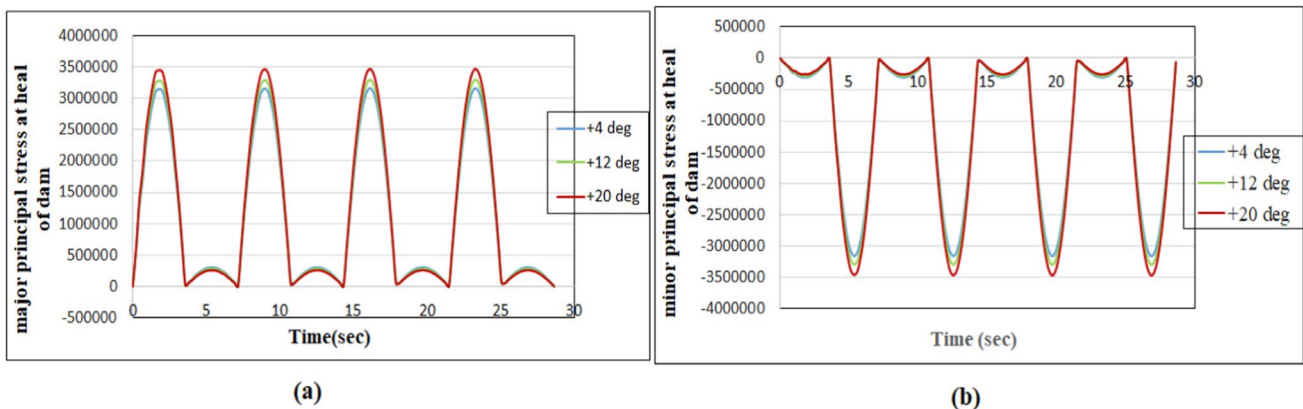 major principal stress at heal
of dam
4000000
3500000
3000000
2500000
2000000
1500000
1000000
500000
0
-500000
0
5
10
15
20
25
30
Time(sec)
+4 deg
+12 deg
+20 deg
(a)
minor principal stress at heal
of dam
500000
0
-500000
-1000000
-1500000
-2000000
-2500000
-3000000
-3500000
-4000000
0
5
10
15
20
25
30
Time (sec)
+4 deg
+12 deg
+20 deg
(b)